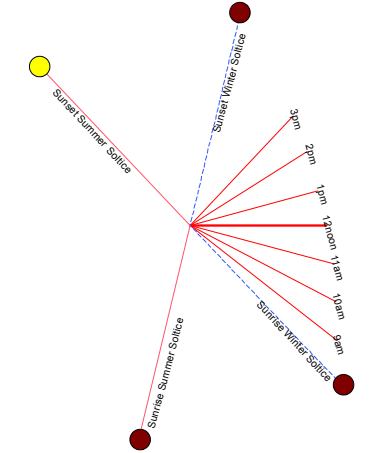 Sunset Winter Soltice
Sunset Summer Soltice
3pm
2pm
1pm
12noon
11am
10am
9am
Sunrise Winter Soltice
Sunrise Summer Soltice